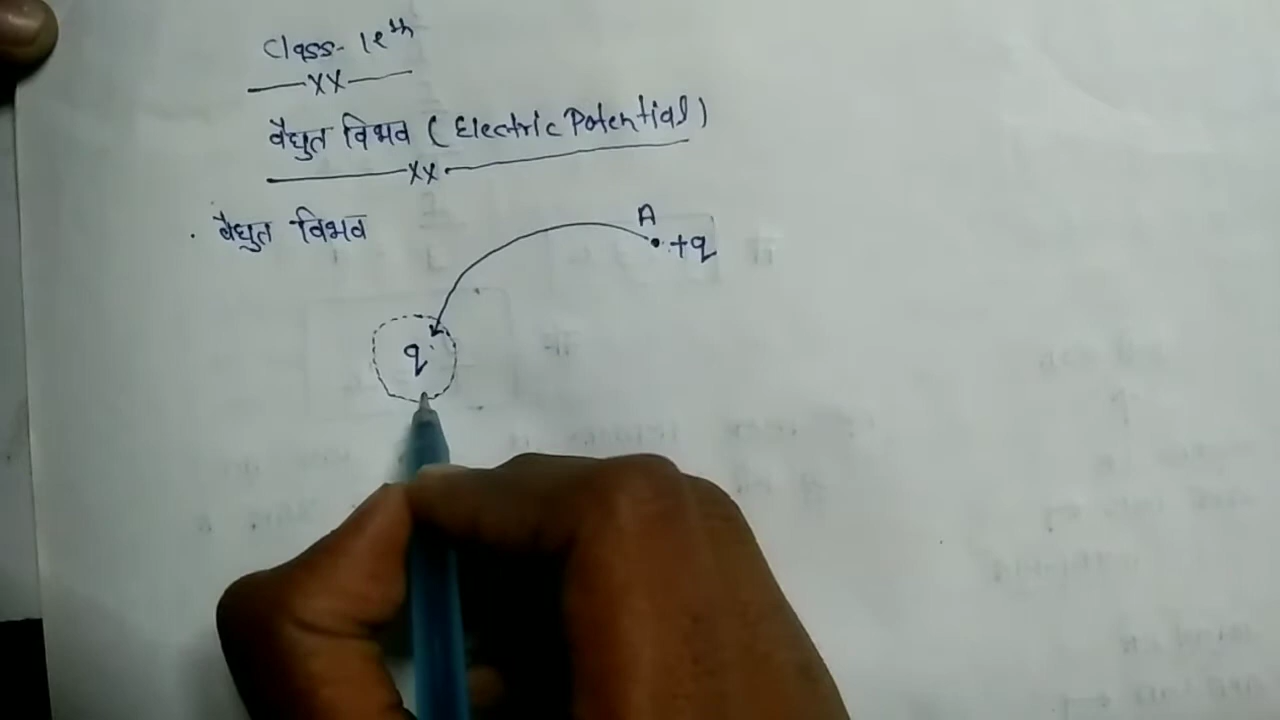 Class-12th
—XX—
वैद्युत विभव ( Electric Potential )
—XX—
. वैद्युत विभव
A
+q
q